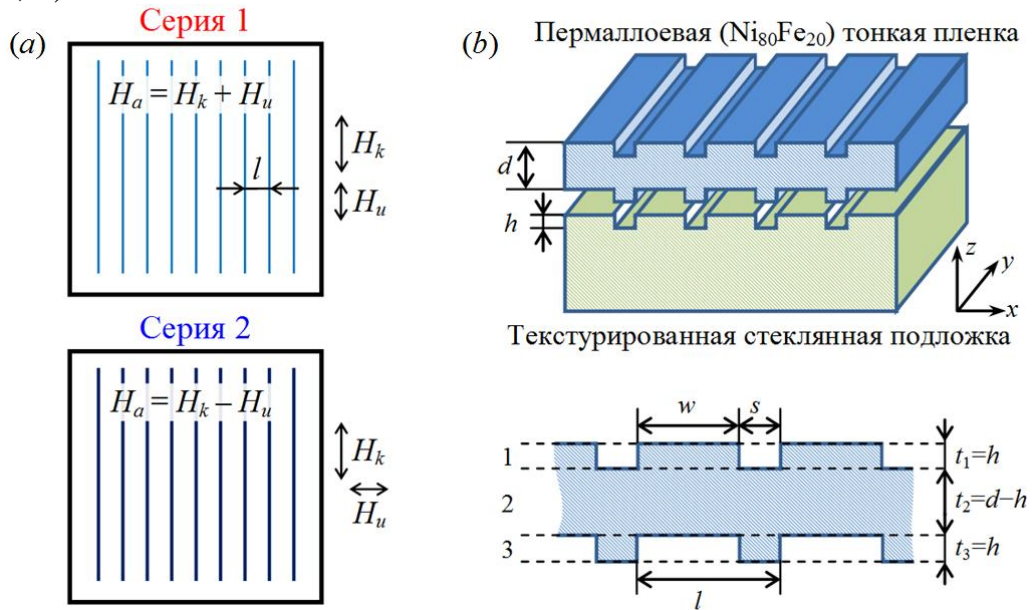 Серия 1
(a)
Hₐ = Hₖ + Hᵤ
l
Hₖ
Hᵤ
Серия 2
Hₐ = Hₖ – Hᵤ
Hₖ
Hᵤ
(b)
Пермаллоевая (Ni₈₀Fe₂₀) тонкая пленка
d
h
z
y
x
Текстурированная стеклянная подложка
w
s
1
t₁=h
2
t₂=d−h
3
t₃=h
l